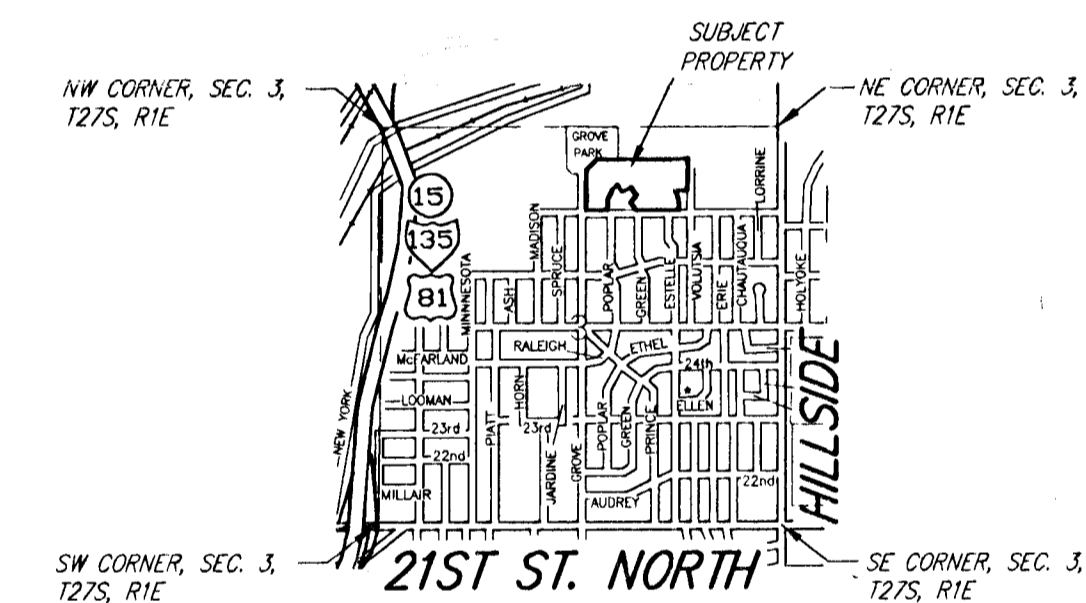 SUBJECT
PROPERTY
NW CORNER, SEC. 3,
T27S, R1E
NE CORNER, SEC. 3,
T27S, R1E
GROVE
PARK
15
135
81
LORRINE
MADISON
MINNNESOTA
ASH
SPRUCE
POPLAR
GREEN
ESTELLE
VOLUTSIA
ERIE
CHAUTAUQUA
HOLYOKE
RALEIGH
ETHEL
McFARLAND
24th
HILLSIDE
LOOMAN
ELLEN
NEW YORK
PIATT
HORN
23rd
23rd
JARDINE
GROVE
POPLAR
GREEN
PRINCE
22nd
22nd
MILLAIR
AUDREY
SW CORNER, SEC. 3,
T27S, R1E
21ST ST. NORTH
SE CORNER, SEC. 3,
T27S, R1E